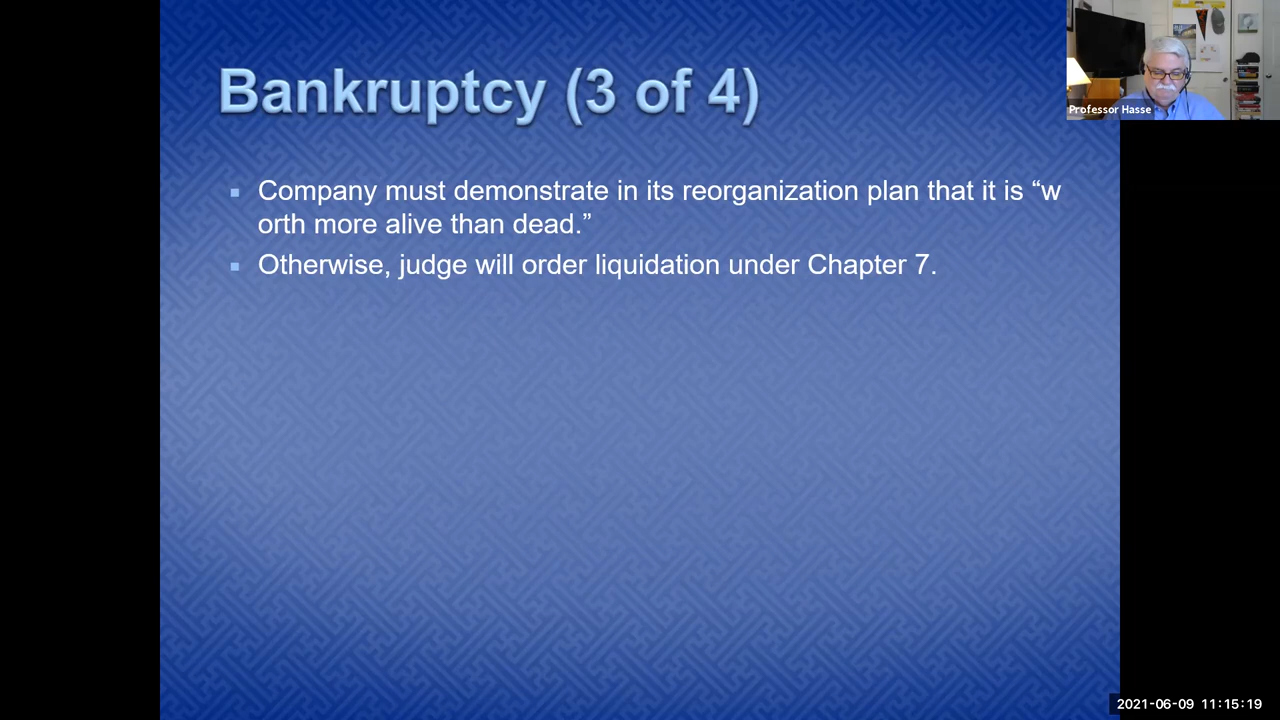 Bankruptcy (3 of 4)
Professor Hasse
Company must demonstrate in its reorganization plan that it is “w
orth more alive than dead.”
Otherwise, judge will order liquidation under Chapter 7.
2021-06-09 11:15:19